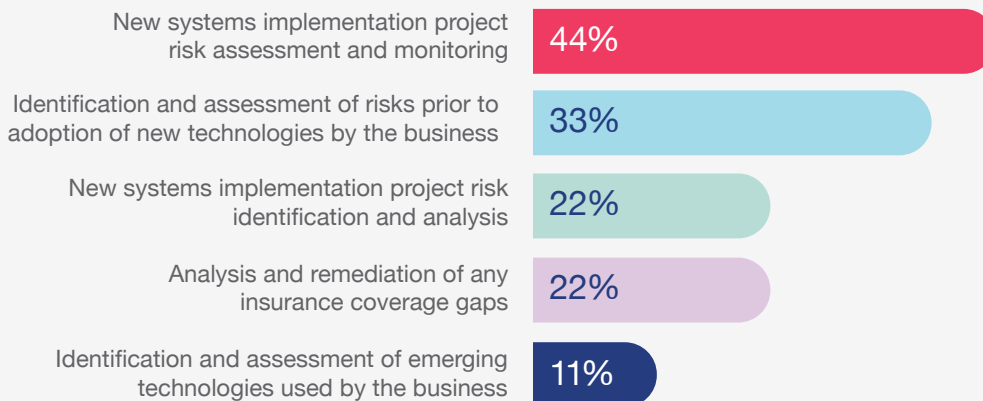 New systems implementation project
risk assessment and monitoring
44%
Identification and assessment of risks prior to
adoption of new technologies by the business
33%
New systems implementation project risk
identification and analysis
22%
Analysis and remediation of any
insurance coverage gaps
22%
Identification and assessment of emerging
technologies used by the business
11%